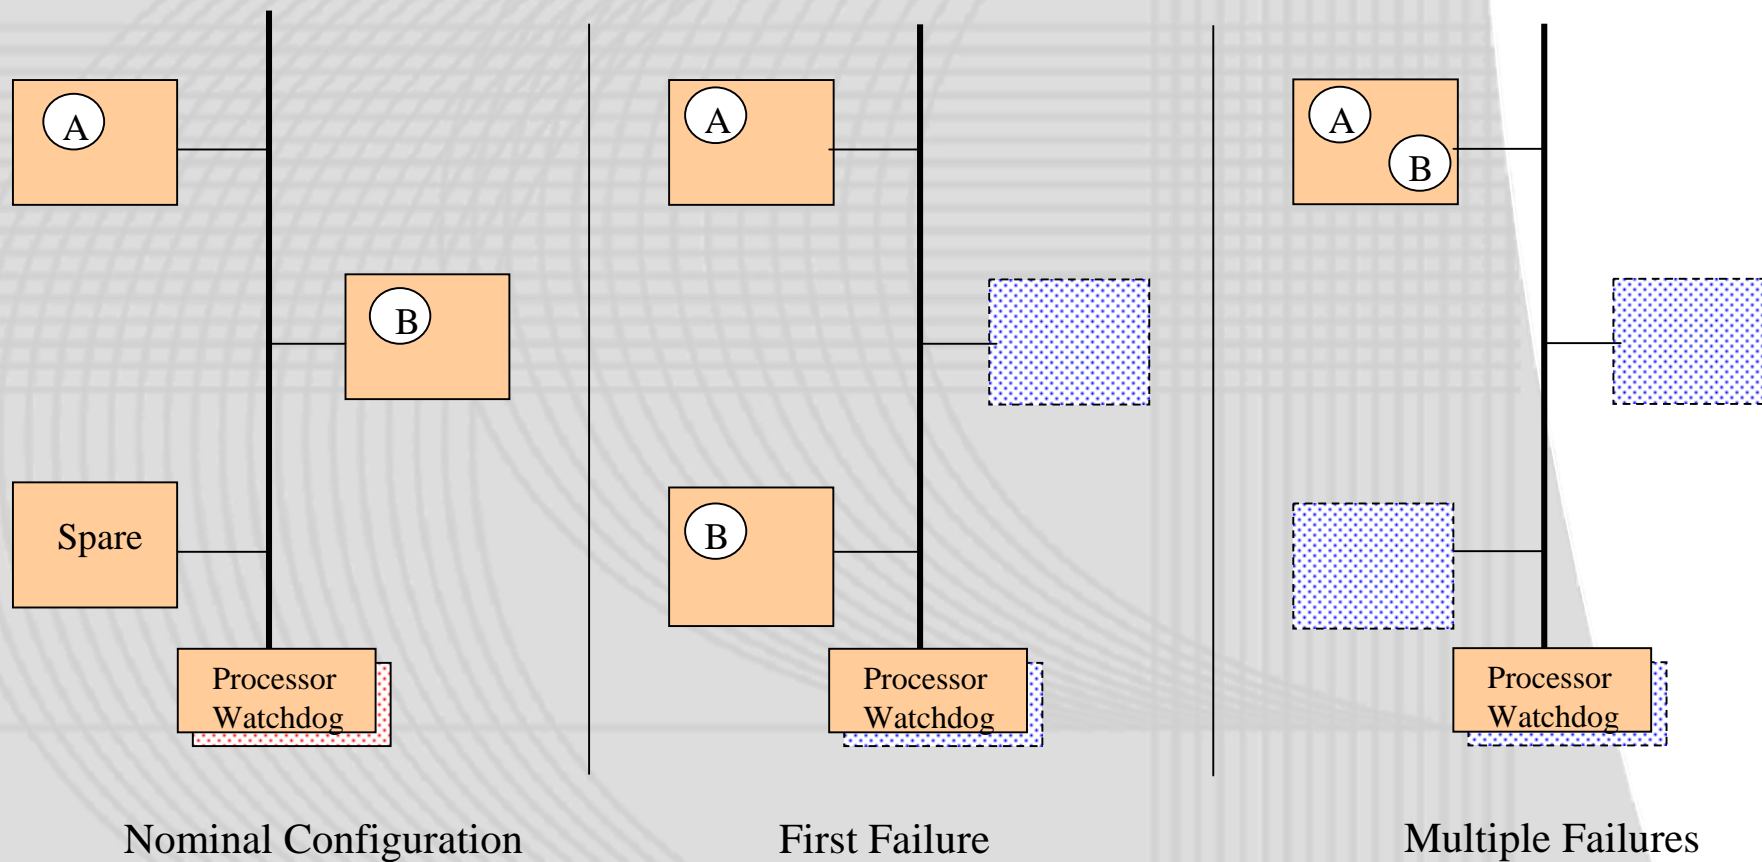 A
B
Spare
Processor
Watchdog
Nominal Configuration
A
B
Processor
Watchdog
First Failure
A
B
Processor
Watchdog
Multiple Failures